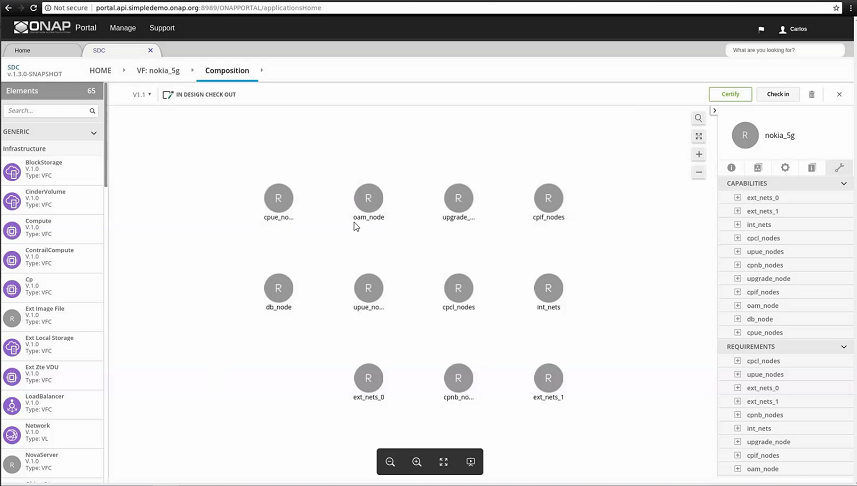 Not secure | portal.api.simpledemo.onap.org:8989/ONAPPORTAL/applicationsHome
ONAP Portal Manage Support Carlos
Home SDC What are you looking for?
SDC
v.1.3.0-SNAPSHOT
HOME VF: nokia_5g Composition
Elements 65
V1.1 IN DESIGN CHECK OUT Certify Check in
Search...
GENERIC
Infrastructure
BlockStorage
V.1.0
Type: VFC
CinderVolume
V.1.0
Type: VFC
Compute
V.1.0
Type: VFC
ContrailCompute
V.1.0
Type: VFC
Cp
V.1.0
Type: VFC
R
Ext Image File
V.1.0
Type: VFC
Ext Local Storage
V.1.0
Type: VFC
Ext Zte VDU
V.1.0
Type: VFC
LoadBalancer
V.1.0
Type: VFC
Network
V.1.0
Type: VL
R
NovaServer
V.1.0
Type: VFC
R R R R
cpue_no... oam_node upgrade_... cpif_nodes
R R R R
db_node upue_no... cpcl_nodes int_nets
R R R
ext_nets_0 cpnb_no... ext_nets_1
R nokia_5g
CAPABILITIES
ext_nets_0
ext_nets_1
int_nets
cpcl_nodes
upue_nodes
cpnb_nodes
upgrade_node
cpif_nodes
oam_node
db_node
cpue_nodes
REQUIREMENTS
cpcl_nodes
upue_nodes
ext_nets_0
ext_nets_1
cpnb_nodes
int_nets
upgrade_node
cpif_nodes
oam_node